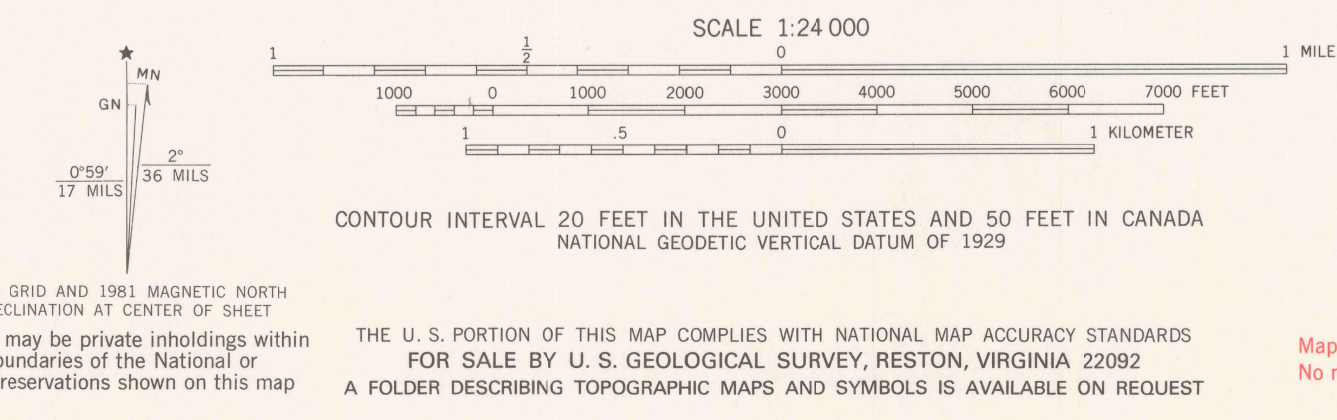 SCALE 1:24 000
1 1/2 0 1 MILE
1000 0 1000 2000 3000 4000 5000 6000 7000 FEET
1 .5 0 1 KILOMETER
CONTOUR INTERVAL 20 FEET IN THE UNITED STATES AND 50 FEET IN CANADA
NATIONAL GEODETIC VERTICAL DATUM OF 1929
★
MN
GN
0°59′
17 MILS
2°
36 MILS
GRID AND 1981 MAGNETIC NORTH
ECLINATION AT CENTER OF SHEET
may be private inholdings within
oundaries of the National or
reservations shown on this map
THE U. S. PORTION OF THIS MAP COMPLIES WITH NATIONAL MAP ACCURACY STANDARDS
FOR SALE BY U. S. GEOLOGICAL SURVEY, RESTON, VIRGINIA 22092
A FOLDER DESCRIBING TOPOGRAPHIC MAPS AND SYMBOLS IS AVAILABLE ON REQUEST
Map
No